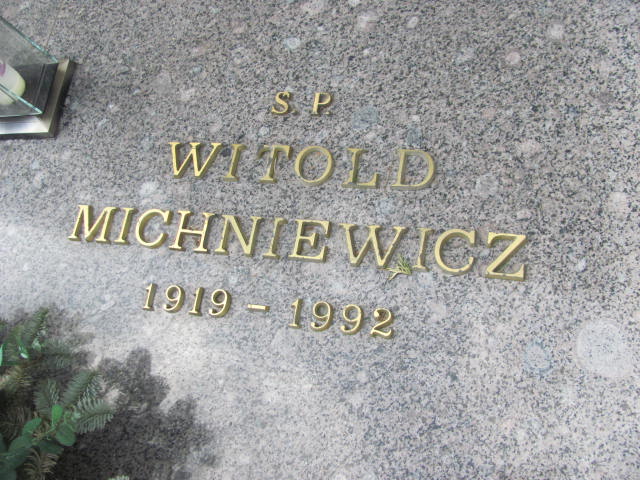 S. P.
WITOLD
MICHNIEWICZ
1919 - 1992